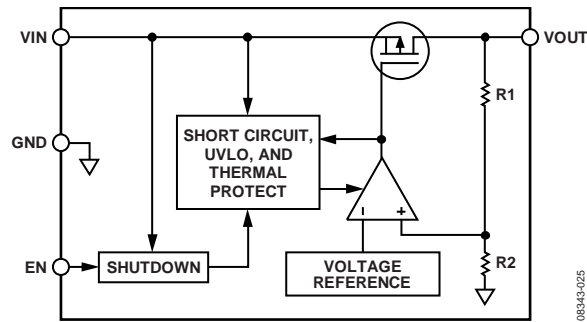 VIN
VOUT
R1
GND
SHORT CIRCUIT,
UVLO, AND
THERMAL
PROTECT
– +
EN
SHUTDOWN
VOLTAGE
REFERENCE
R2
08343-025